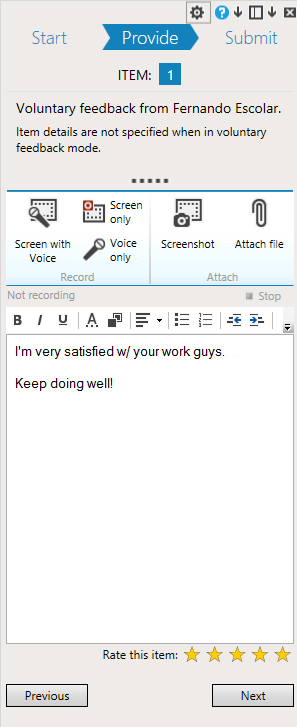 Start Provide Submit
ITEM: 1
Voluntary feedback from Fernando Escolar.
Item details are not specified when in voluntary
feedback mode.
Screen with
Voice
Screen
only
Voice
only
Screenshot
Attach file
Record
Attach
Not recording
Stop
B I U A
I'm very satisfied w/ your work guys.
Keep doing well!
Rate this item:
Previous
Next